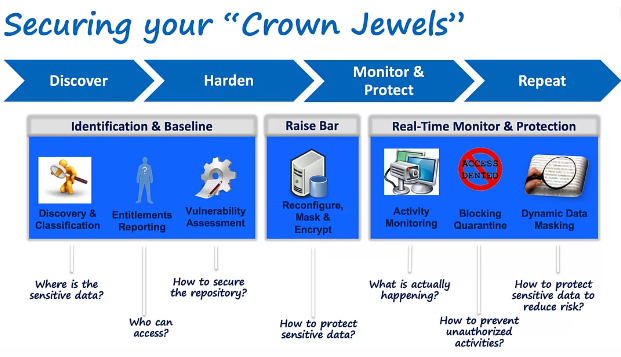 Securing your “Crown Jewels”
Discover
Harden
Monitor &
Protect
Repeat
Identification & Baseline
Raise Bar
Real-Time Monitor & Protection
?
ACCESS
DENIED
Discovery &
Classification
Entitlements
Reporting
Vulnerability
Assessment
Reconfigure,
Mask &
Encrypt
Activity
Monitoring
Blocking
Quarantine
Dynamic Data
Masking
Where is the
sensitive data?
Who can
access?
How to secure
the repository?
How to protect
sensitive data?
What is actually
happening?
How to prevent
unauthorized
activities?
How to protect
sensitive data to
reduce risk?